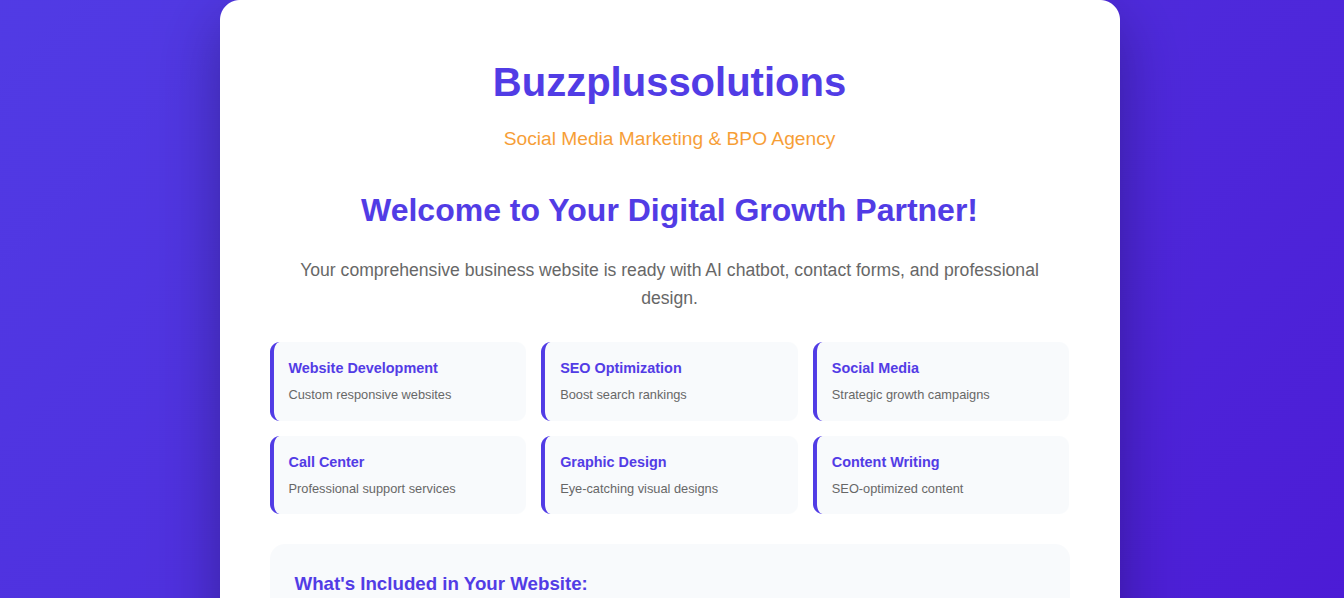 Buzzplussolutions
Social Media Marketing & BPO Agency
Welcome to Your Digital Growth Partner!
Your comprehensive business website is ready with AI chatbot, contact forms, and professional
design.
Website Development
Custom responsive websites
SEO Optimization
Boost search rankings
Social Media
Strategic growth campaigns
Call Center
Professional support services
Graphic Design
Eye-catching visual designs
Content Writing
SEO-optimized content
What's Included in Your Website: